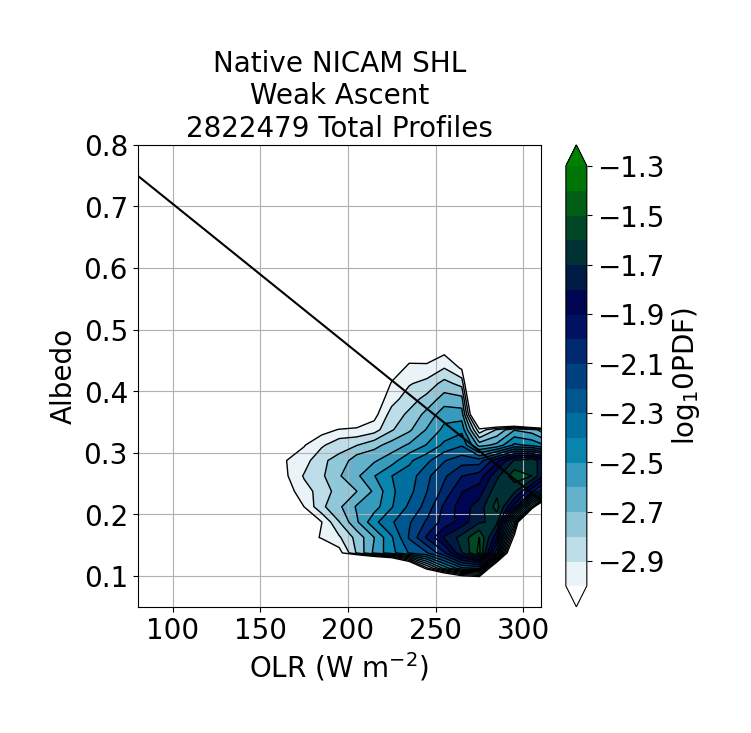 Native NICAM SHL
Weak Ascent
2822479 Total Profiles
0.8
0.7
0.6
0.5
0.4
0.3
0.2
0.1
Albedo
100 150 200 250 300
OLR (W m⁻²)
−1.3
−1.5
−1.7
−1.9
−2.1
−2.3
−2.5
−2.7
−2.9
log₁0PDF)